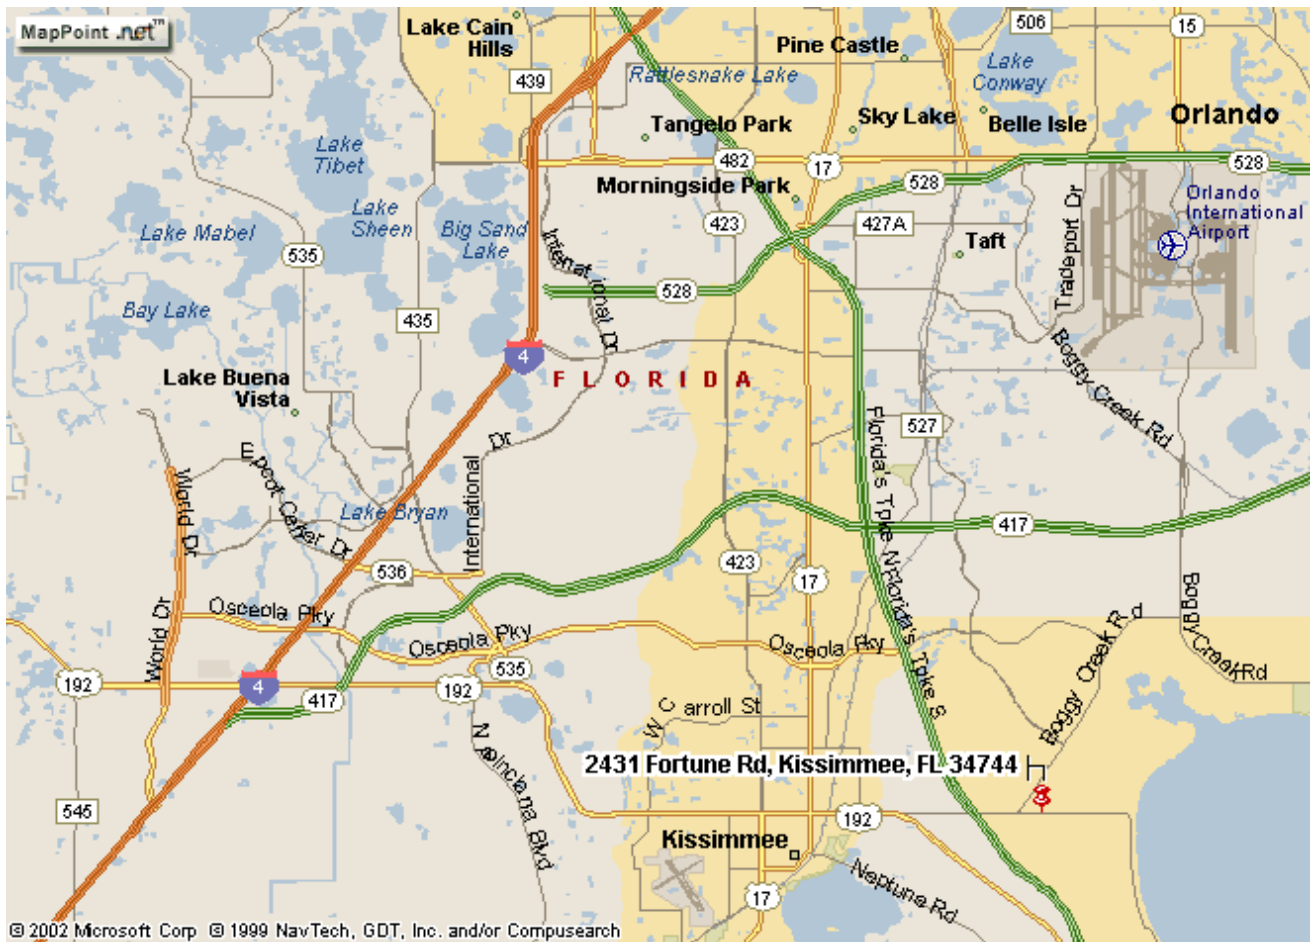 MapPoint .net™
Lake Cain
Hills
439
Rattlesnake Lake
Pine Castle
506
15
Lake
Conway
Tangelo Park
Sky Lake
Belle Isle
Orlando
Lake
Tibet
482
17
528
528
Morningside Park
Orlando
International
Airport
Lake Mabel
Lake
Sheen
Big Sand
Lake
535
423
427A
Taft
Tradeport Dr
International Dr
528
Bay Lake
435
4
FLORIDA
Boggy Creek Rd
Lake Buena
Vista
527
Florida's Tpke N
International Dr
World Dr
Epcot Center Dr
Lake Bryan
417
536
423
17
Florida's Tpke S
Boggy Creek Rd
World Dr
Osceola Pky
Osceola Pky
Osceola Pky
Boggy Creek Rd
535
192
4
417
192
W Carroll St
N Poinciana Blvd
2431 Fortune Rd, Kissimmee, FL 34744
545
192
Kissimmee
17
Neptune Rd
© 2002 Microsoft Corp © 1999 NavTech, GDT, Inc. and/or Compusearch